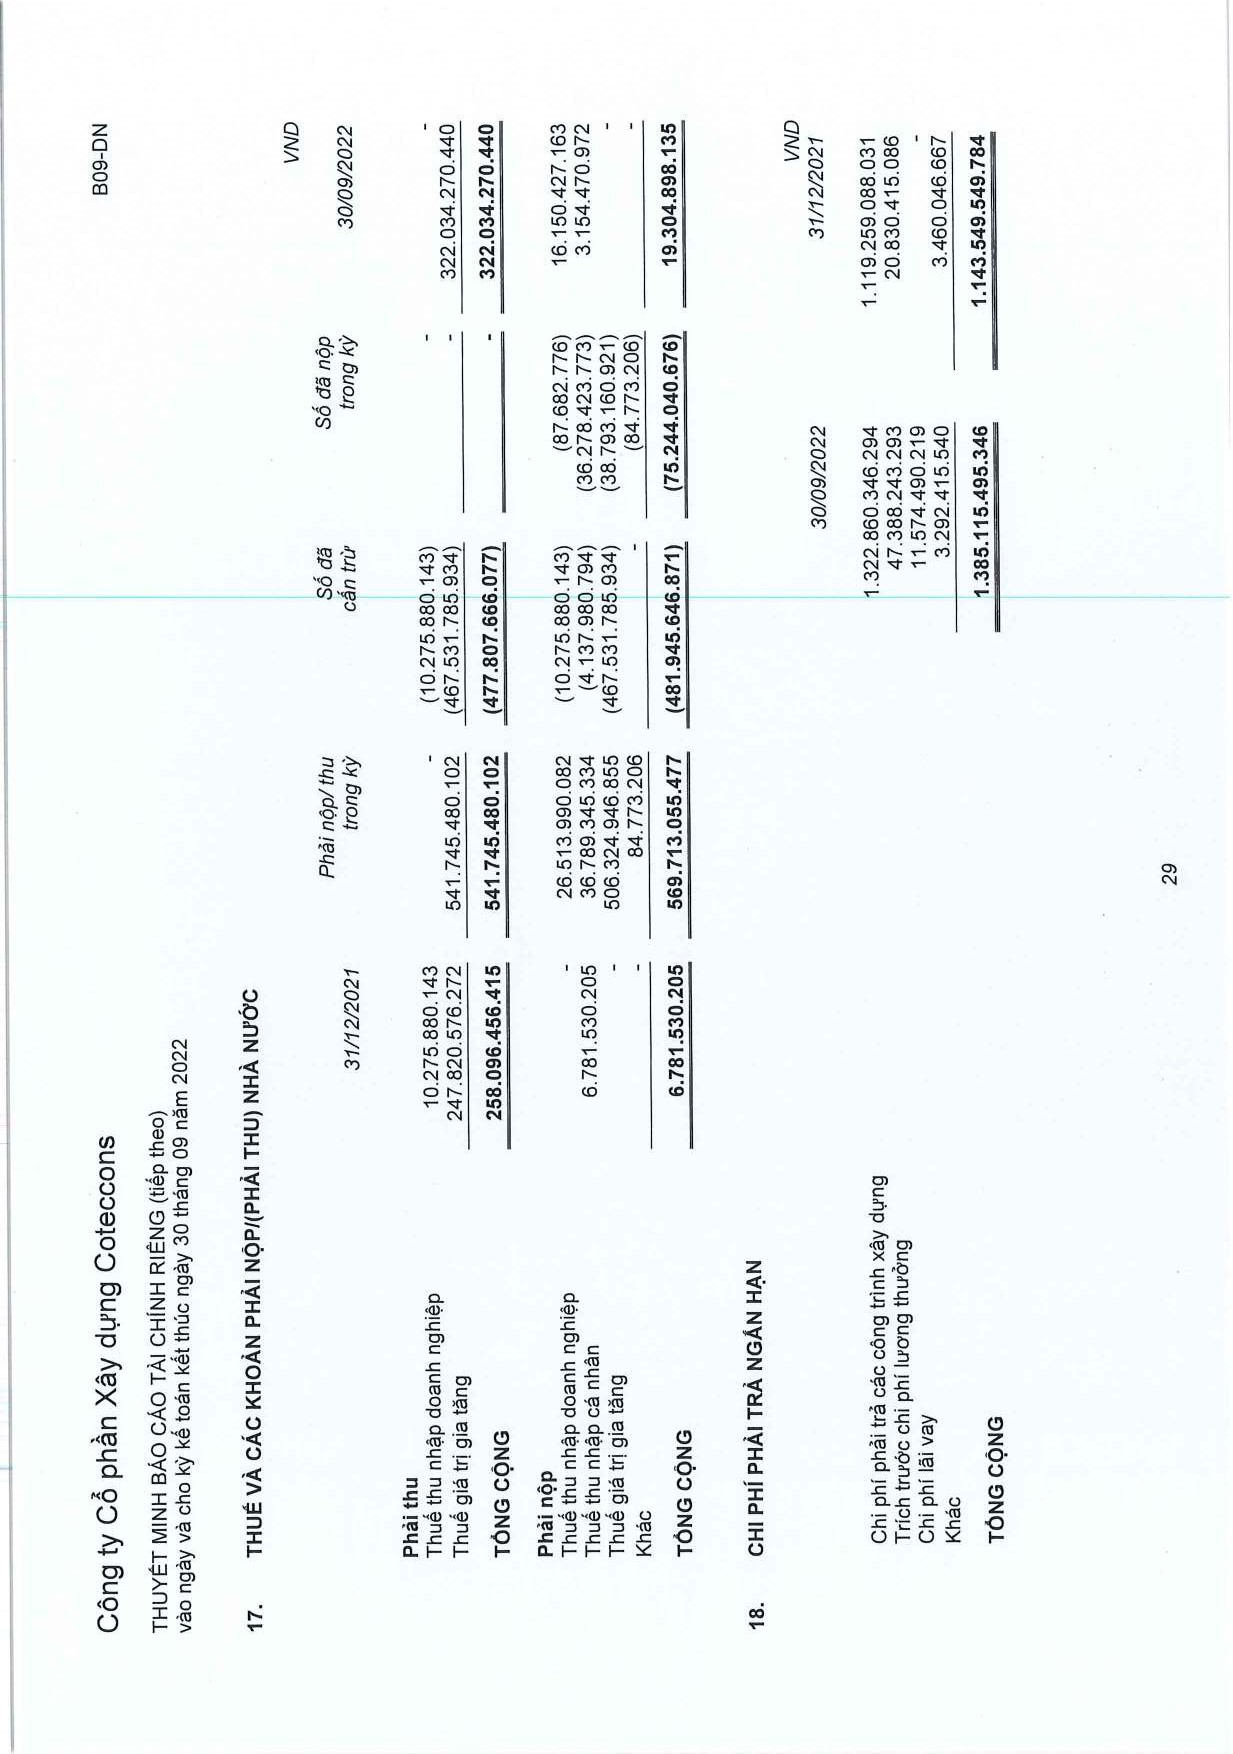 Công ty Cổ phần Xây dựng Coteccons B09-DN
THUYẾT MINH BÁO CÁO TÀI CHÍNH RIÊNG (tiếp theo)
vào ngày và cho kỳ kế toán kết thúc ngày 30 tháng 09 năm 2022
17. THUẾ VÀ CÁC KHOẢN PHẢI NỘP/(PHẢI THU) NHÀ NƯỚC
VND
31/12/2021 Phải nộp/ thu trong kỳ Số đã cấn trừ Số đã nộp trong kỳ 30/09/2022
Phải thu
Thuế thu nhập doanh nghiệp 10.275.880.143 - (10.275.880.143) - -
Thuế giá trị gia tăng 247.820.576.272 541.745.480.102 (467.531.785.934) - 322.034.270.440
TỔNG CỘNG 258.096.456.415 541.745.480.102 (477.807.666.077) - 322.034.270.440
Phải nộp
Thuế thu nhập doanh nghiệp - 26.513.990.082 (10.275.880.143) (87.682.776) 16.150.427.163
Thuế thu nhập cá nhân 6.781.530.205 36.789.345.334 (4.137.980.794) (36.278.423.773) 3.154.470.972
Thuế giá trị gia tăng - 506.324.946.855 (467.531.785.934) (38.793.160.921) -
Khác - 84.773.206 - (84.773.206) -
TỔNG CỘNG 6.781.530.205 569.713.055.477 (481.945.646.871) (75.244.040.676) 19.304.898.135
18. CHI PHÍ PHẢI TRẢ NGẮN HẠN
VND
30/09/2022 31/12/2021
Chi phí phải trả các công trình xây dựng 1.322.860.346.294 1.119.259.088.031
Trích trước chi phí lương thưởng 47.388.243.293 20.830.415.086
Chi phí lãi vay 11.574.490.219 -
Khác 3.292.415.540 3.460.046.667
TỔNG CỘNG 1.385.115.495.346 1.143.549.549.784
29